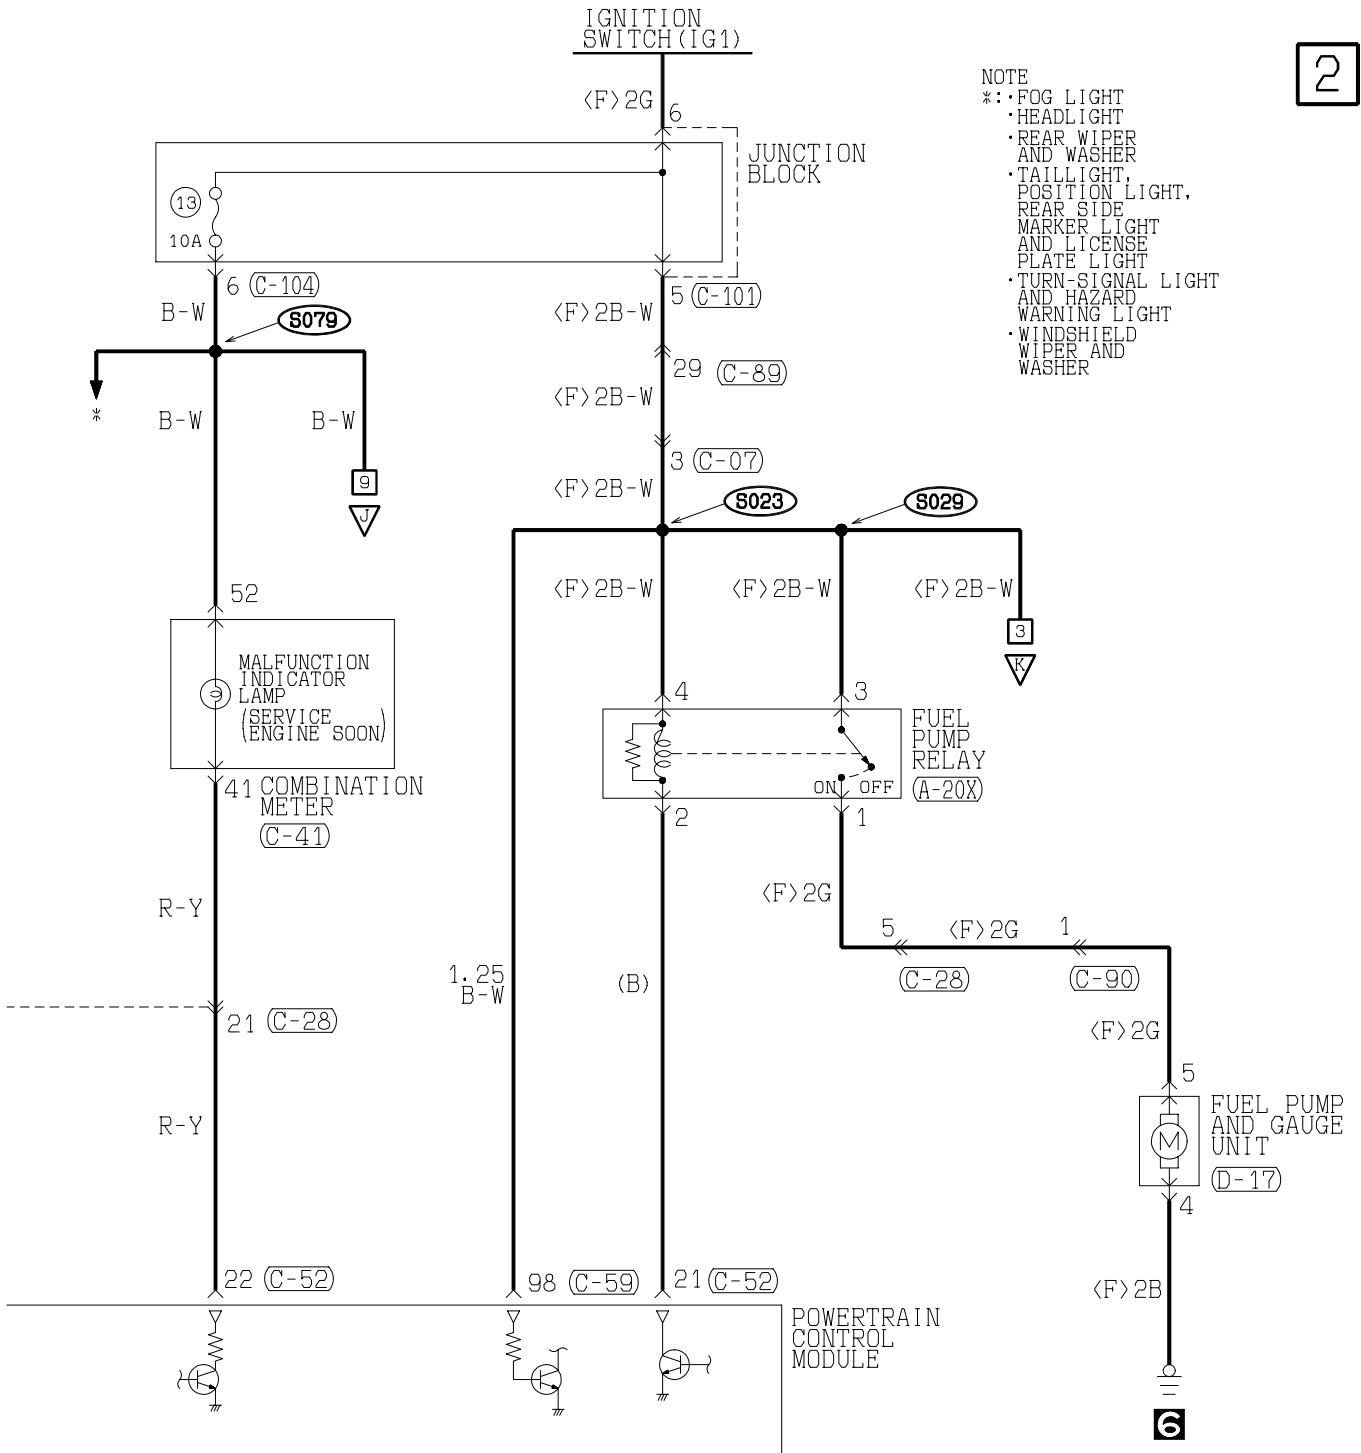 IGNITION
SWITCH(IG1)
2
<F>2G
6
NOTE
*:·FOG LIGHT
·HEADLIGHT
·REAR WIPER
AND WASHER
·TAILLIGHT,
POSITION LIGHT,
REAR SIDE
MARKER LIGHT
AND LICENSE
PLATE LIGHT
·TURN-SIGNAL LIGHT
AND HAZARD
WARNING LIGHT
·WINDSHIELD
WIPER AND
WASHER
JUNCTION
BLOCK
13
10A
6 (C-104)
5 (C-101)
B-W
S079
<F>2B-W
29 (C-89)
*
B-W
B-W
<F>2B-W
3 (C-07)
9
J
<F>2B-W
S023
S029
52
<F>2B-W
<F>2B-W
<F>2B-W
3
K
MALFUNCTION
INDICATOR
LAMP
(SERVICE
ENGINE SOON)
4
3
FUEL
PUMP
RELAY
(A-20X)
ON
OFF
41 COMBINATION
METER
(C-41)
2
1
R-Y
<F>2G
5
<F>2G
1
(C-28)
(C-90)
1.25
B-W
(B)
21 (C-28)
<F>2G
5
R-Y
FUEL PUMP
AND GAUGE
UNIT
(D-17)
M
4
22 (C-52)
98 (C-59)
21 (C-52)
<F>2B
POWERTRAIN
CONTROL
MODULE
6